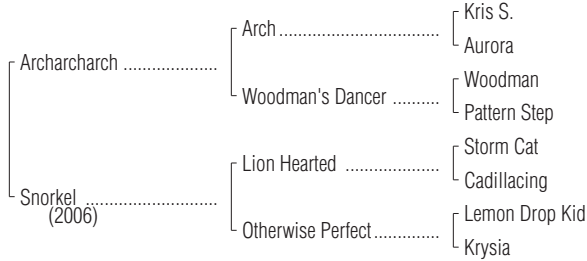 Kris S.
Arch
Aurora
Archarcharch
Woodman
Woodman's Dancer
Pattern Step
Storm Cat
Lion Hearted
Cadillacing
Snorkel
(2006)
Lemon Drop Kid
Otherwise Perfect
Krysia